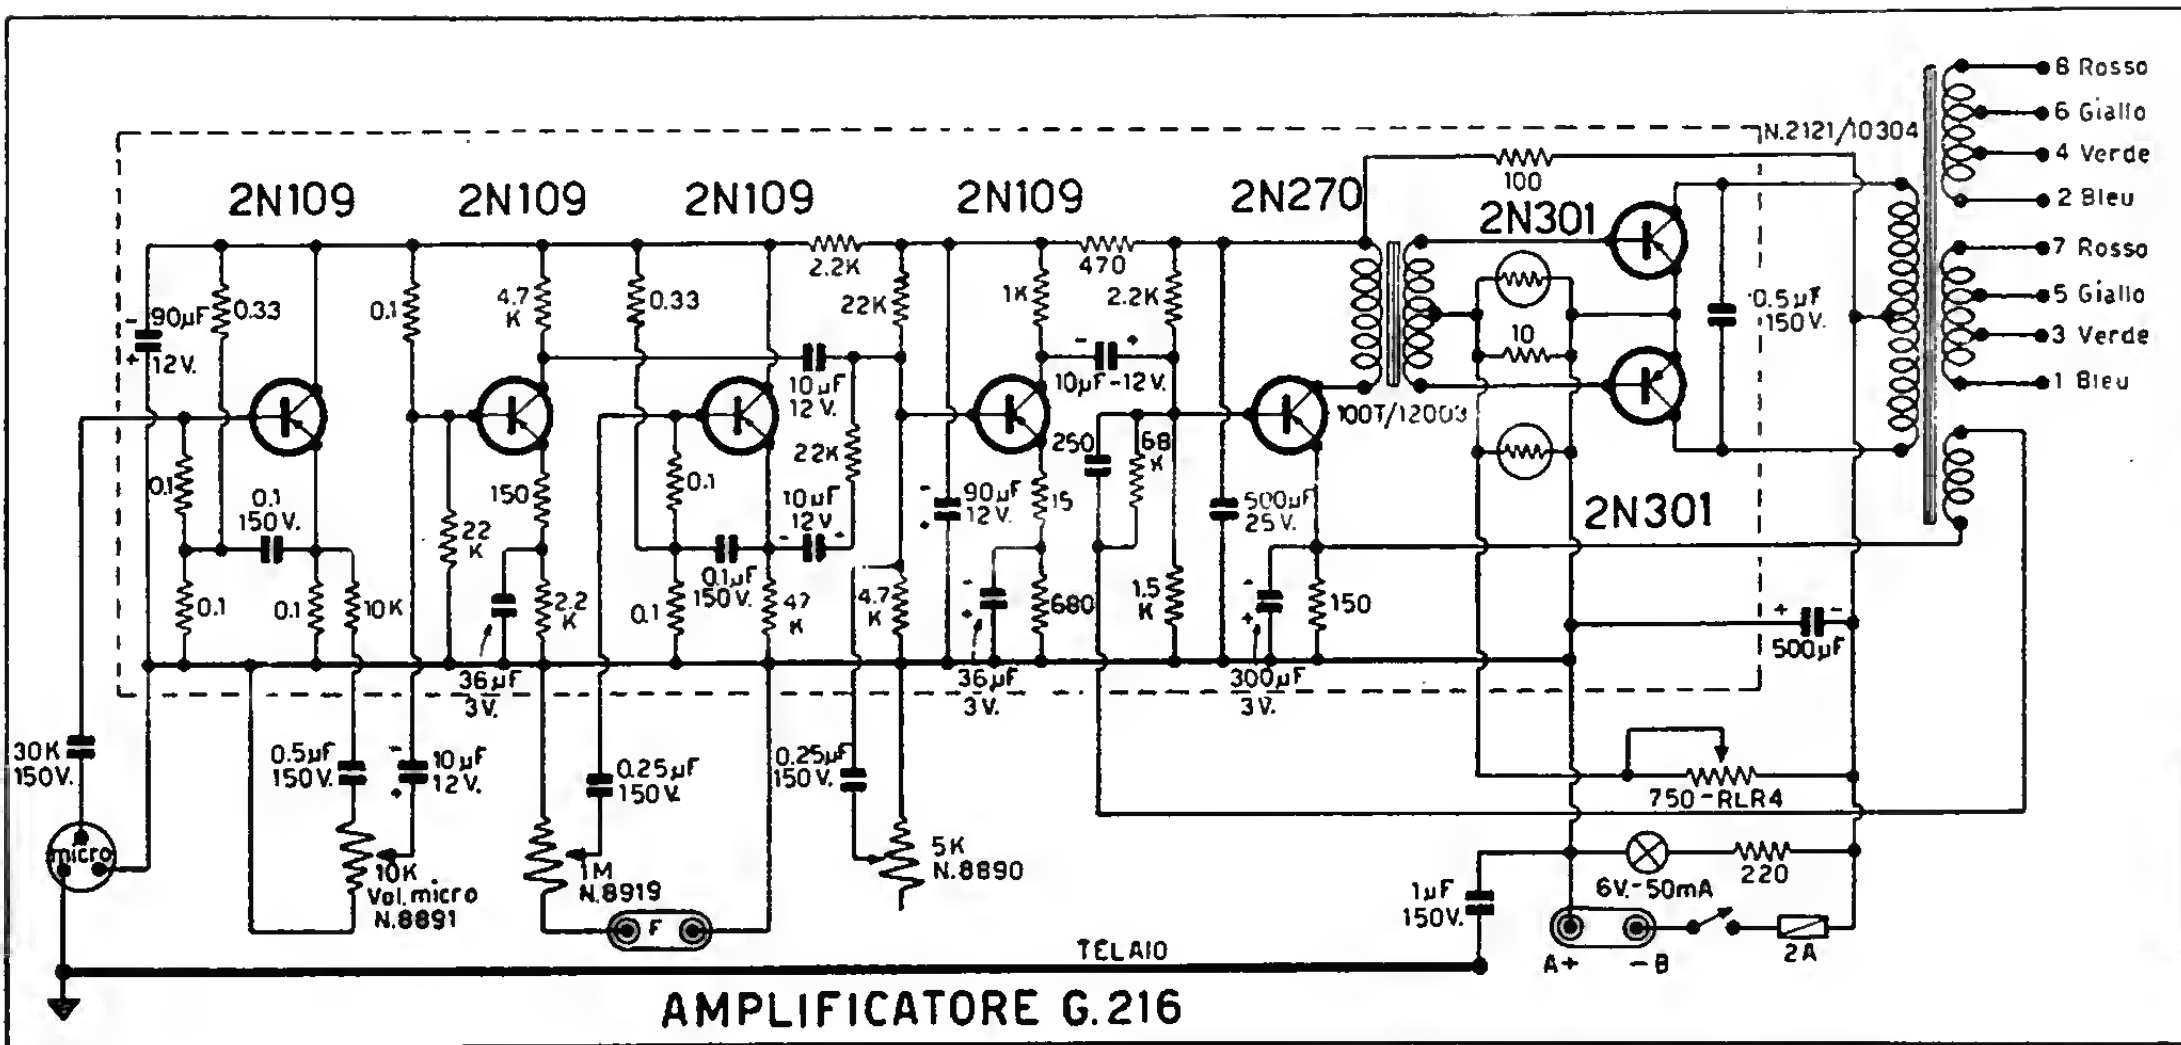 8 Rosso
6 Giallo
4 Verde
2 Bleu
7 Rosso
5 Giallo
3 Verde
1 Bleu
N.2121/10304
2N109
2N109
2N109
2N109
2N270
2N301
100
2.2K
470
90µF
12V.
0.33
0.1
4.7
K
0.33
22K
1K
2.2K
10
0.5µF
150V.
10µF
12V.
10µF-12V.
100T/12003
0.1
0.1
150V.
150
22
K
0.1
22K
10µF
12V
90µF
12V.
15
250
68
K
500µF
25V.
2N301
0.1
0.1
10K
2.2
K
0.1
0.1µF
150V.
47
K
4.7
K
680
1.5
K
150
500µF
36µF
3V.
36µF
3V.
300µF
3V.
30K
150V.
0.5µF
150V.
10µF
12V.
0.25µF
150V.
0.25µF
150V.
750-RLR4
micro
10K
Vol.micro
N.8891
1M
N.8919
5K
N.8890
F
1µF
150V.
6V.-50mA
220
A+
-B
2A
TELAIO
AMPLIFICATORE G.216